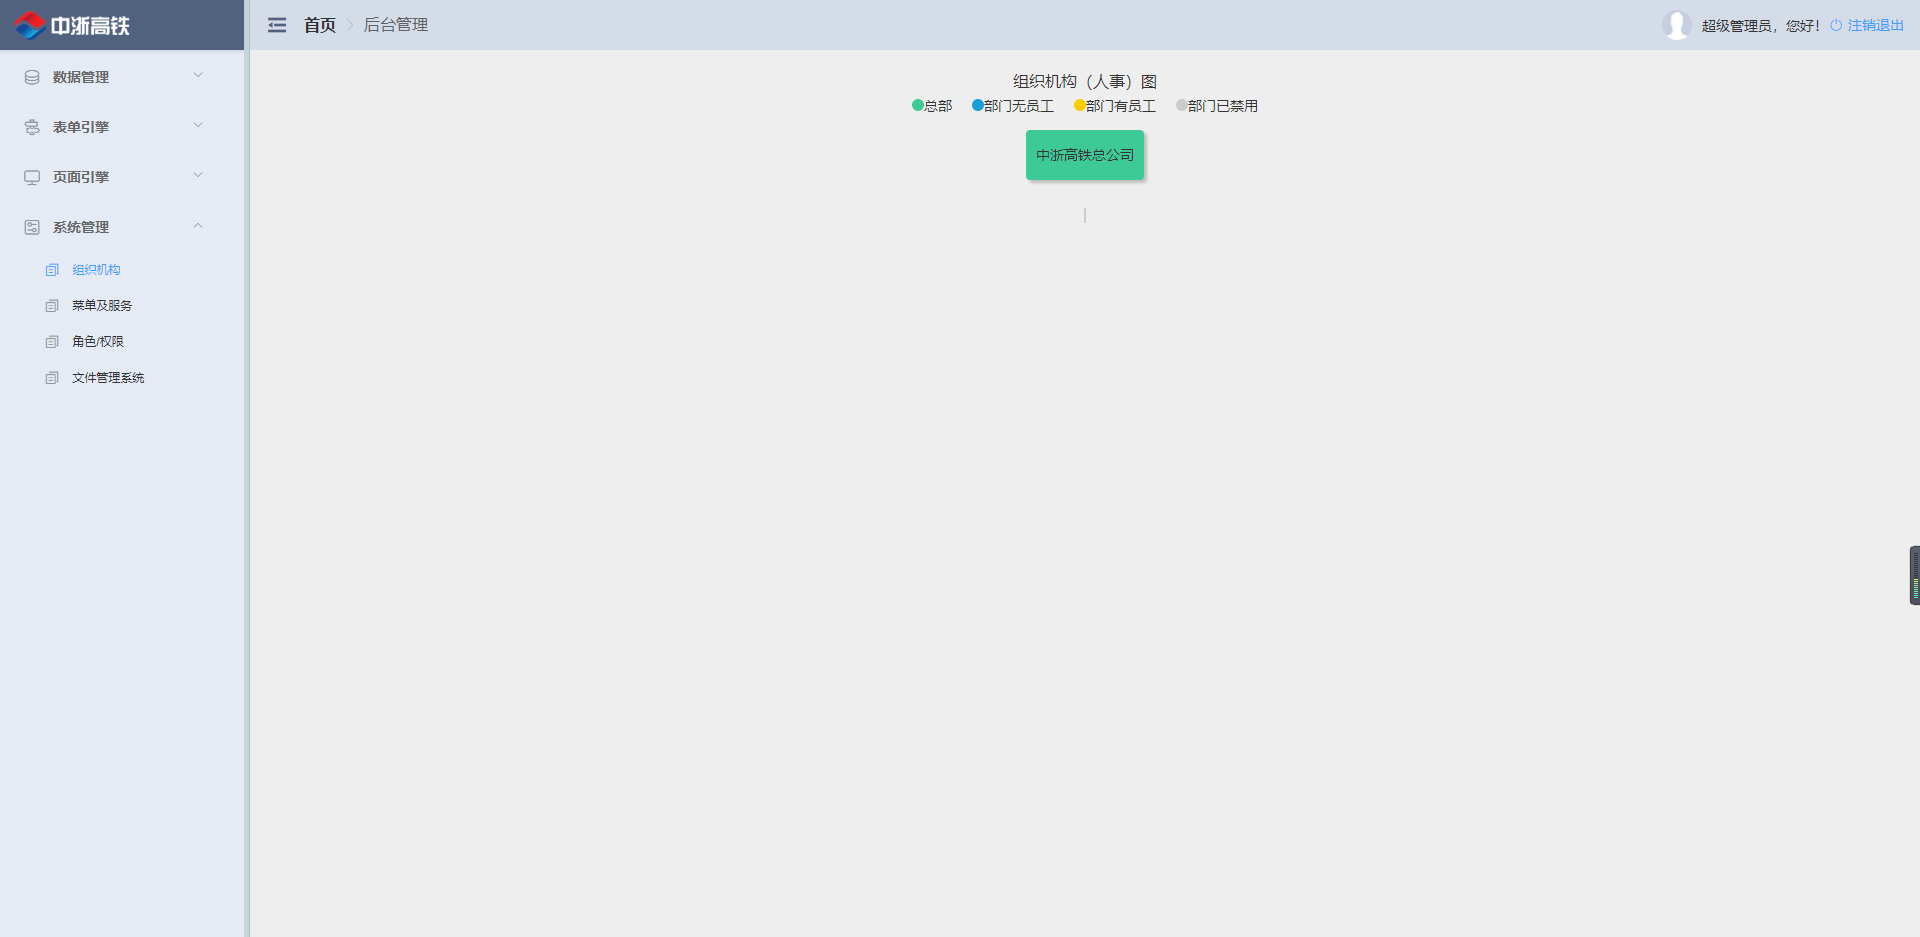 中浙高铁
首页 后台管理
超级管理员，您好！ 注销退出
数据管理
表单引擎
页面引擎
系统管理
组织机构
菜单及服务
角色/权限
文件管理系统
组织机构（人事）图
总部 部门无员工 部门有员工 部门已禁用
中浙高铁总公司